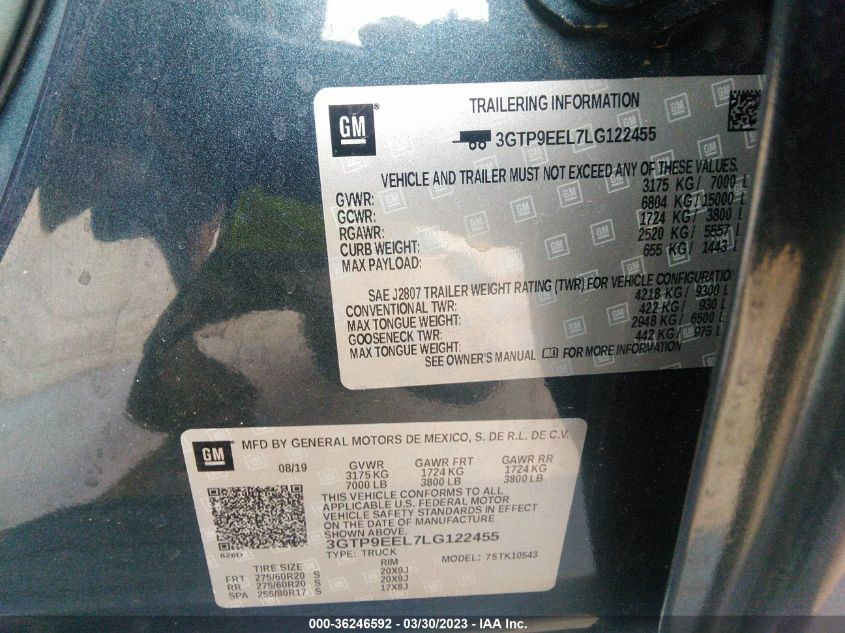 GM ®
TRAILERING INFORMATION
3GTP9EEL7LG122455
VEHICLE AND TRAILER MUST NOT EXCEED ANY OF THESE VALUES.
GVWR: 3175 KG / 7000 L
GCWR: 6804 KG / 15000 L
RGAWR: 1724 KG / 3800 L
CURB WEIGHT: 2520 KG / 5557 L
MAX PAYLOAD: 655 KG / 1443 L
SAE J2807 TRAILER WEIGHT RATING (TWR) FOR VEHICLE CONFIGURATION
CONVENTIONAL TWR: 4218 KG / 9300 L
MAX TONGUE WEIGHT: 422 KG / 930 L
GOOSENECK TWR: 2948 KG / 6500 L
MAX TONGUE WEIGHT: 442 KG / 975 L
SEE OWNER'S MANUAL FOR MORE INFORMATION
GM
MFD BY GENERAL MOTORS DE MEXICO, S. DE R.L. DE C.V.
08/19 GVWR GAWR FRT GAWR RR
3175 KG 1724 KG 1724 KG
7000 LB 3800 LB 3800 LB
THIS VEHICLE CONFORMS TO ALL
APPLICABLE U.S. FEDERAL MOTOR
VEHICLE SAFETY STANDARDS IN EFFECT
ON THE DATE OF MANUFACTURE
SHOWN ABOVE.
3GTP9EEL7LG122455
626D TYPE: TRUCK MODEL: 75TK10543
TIRE SIZE RIM
FRT 275/60R20 S 20X9J
RR 275/60R20 S 20X9J
SPA 255/80R17 S 17X8J
000-36246592 - 03/30/2023 - IAA Inc.